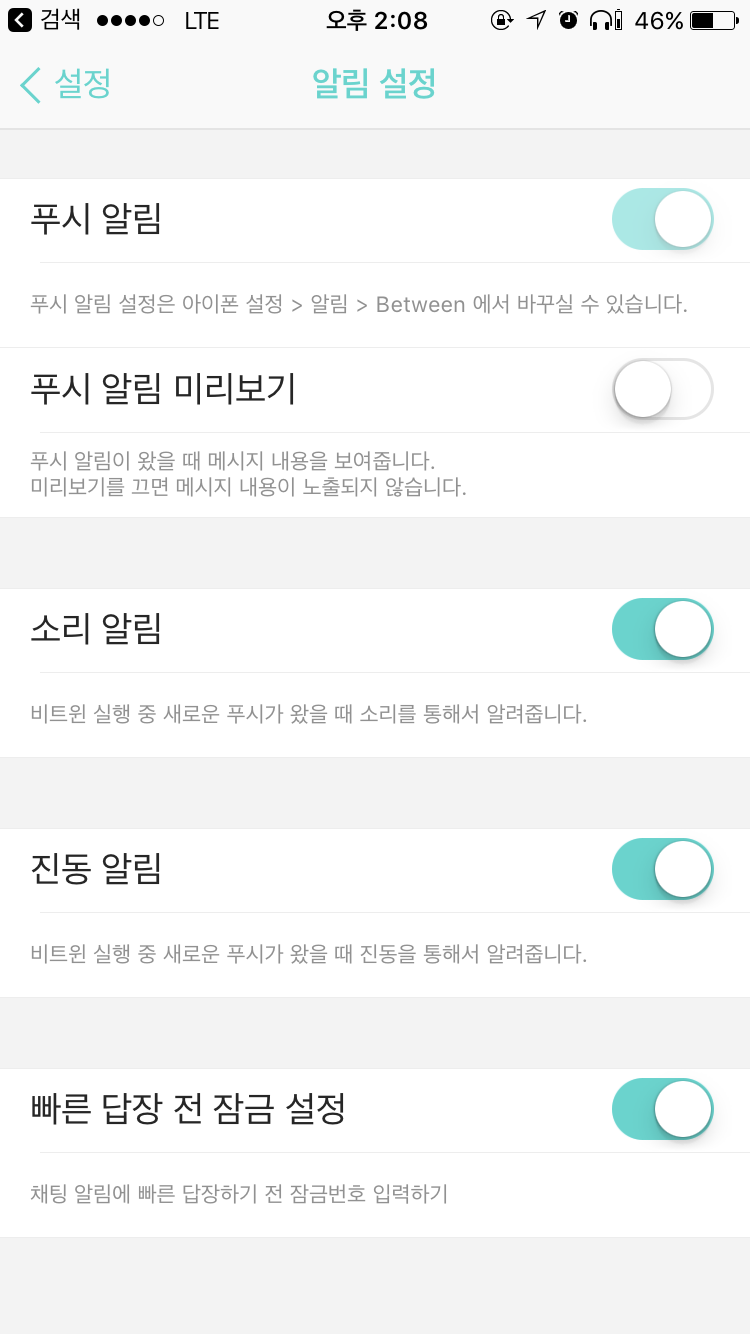 검색 LTE 오후 2:08 46%
설정 알림 설정
푸시 알림
푸시 알림 설정은 아이폰 설정 > 알림 > Between 에서 바꾸실 수 있습니다.
푸시 알림 미리보기
푸시 알림이 왔을 때 메시지 내용을 보여줍니다.
미리보기를 끄면 메시지 내용이 노출되지 않습니다.
소리 알림
비트윈 실행 중 새로운 푸시가 왔을 때 소리를 통해서 알려줍니다.
진동 알림
비트윈 실행 중 새로운 푸시가 왔을 때 진동을 통해서 알려줍니다.
빠른 답장 전 잠금 설정
채팅 알림에 빠른 답장하기 전 잠금번호 입력하기